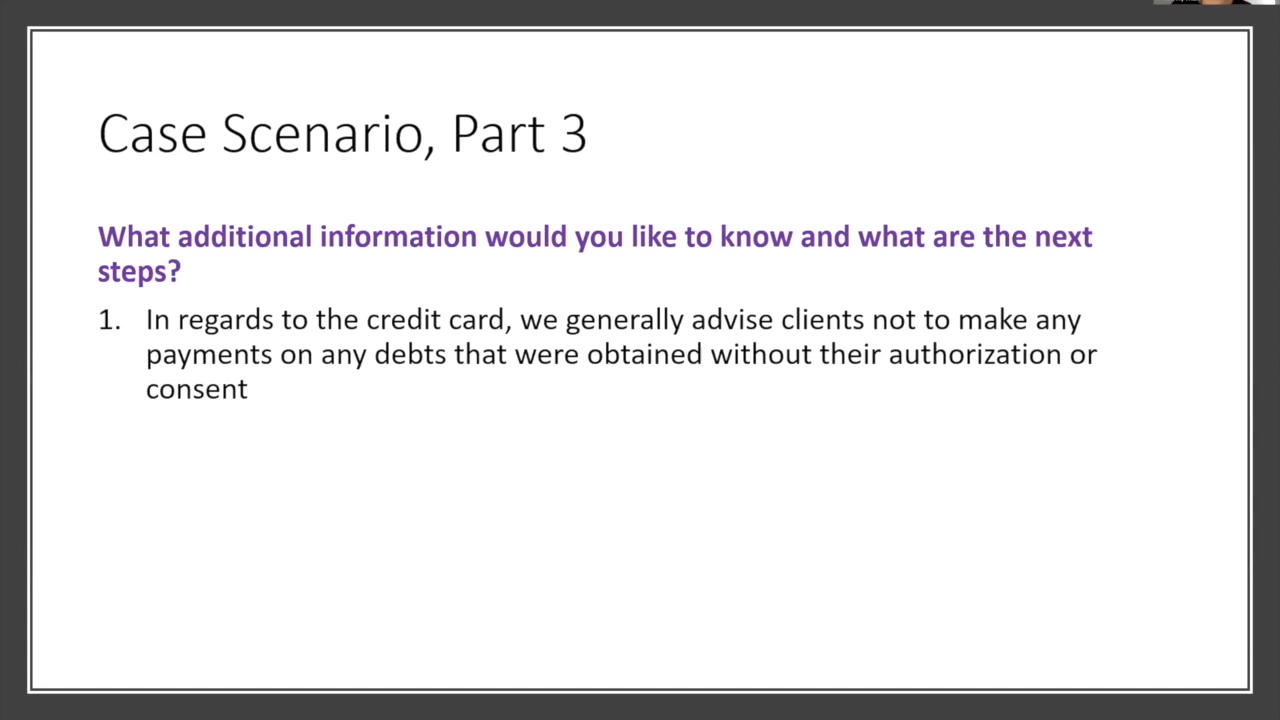 Case Scenario, Part 3
What additional information would you like to know and what are the next
steps?
1. In regards to the credit card, we generally advise clients not to make any
payments on any debts that were obtained without their authorization or
consent